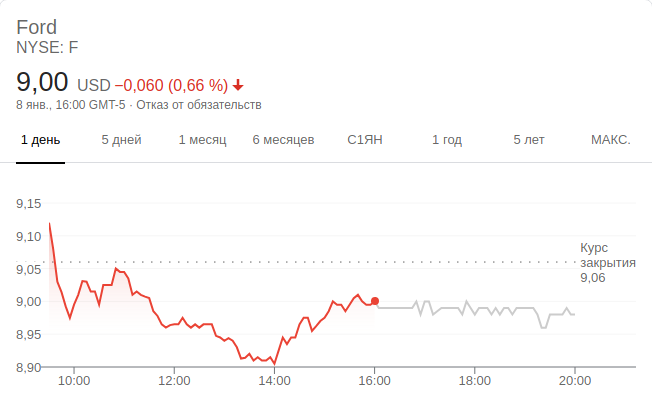 Ford
NYSE: F
9,00 USD −0,060 (0,66 %)
8 янв., 16:00 GMT-5 · Отказ от обязательств
1 день 5 дней 1 месяц 6 месяцев С1ЯН 1 год 5 лет МАКС.
9,15
9,10
Курс
закрытия
9,06
9,05
9,00
8,95
8,90
10:00 12:00 14:00 16:00 18:00 20:00